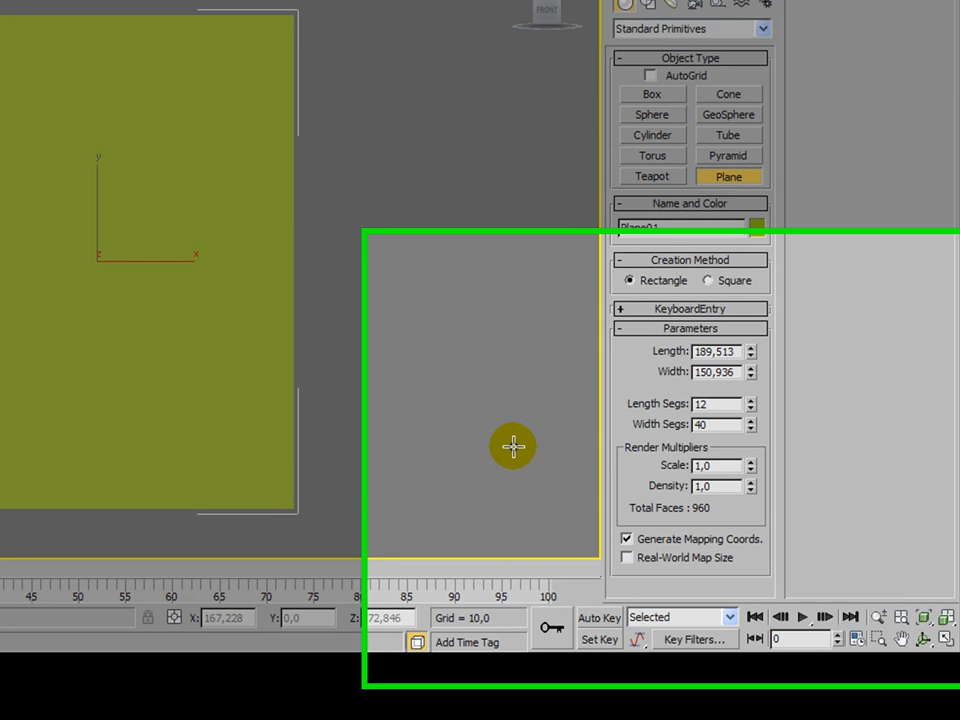 FRONT
Standard Primitives
- Object Type
AutoGrid
Box Cone
Sphere GeoSphere
Cylinder Tube
Torus Pyramid
Teapot Plane
- Name and Color
Plane01
- Creation Method
Rectangle Square
+ KeyboardEntry
- Parameters
Length: 189,513
Width: 150,936
Length Segs: 12
Width Segs: 40
Render Multipliers
Scale: 1,0
Density: 1,0
Total Faces : 960
Generate Mapping Coords.
Real-World Map Size
y
z x
45 50 55 60 65 70 75 80 85 90 95 100
X: 167,228 Y: 0,0 Z: 72,846 Grid = 10,0 Auto Key Selected
Add Time Tag Set Key Key Filters... 0